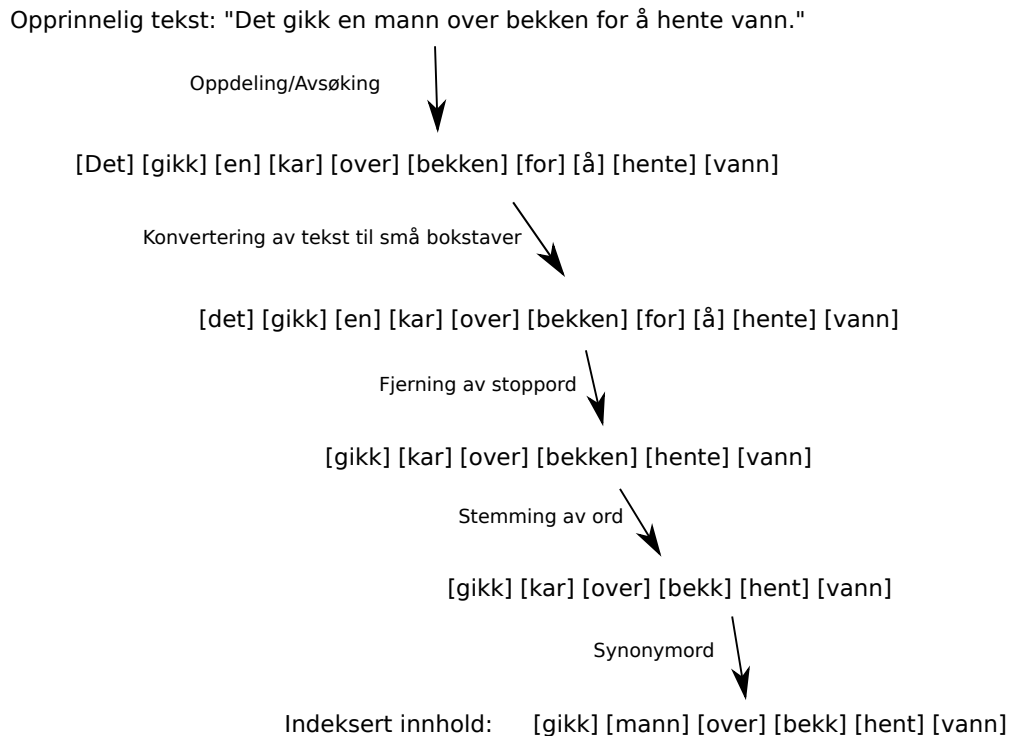 Opprinnelig tekst: "Det gikk en mann over bekken for å hente vann."
Oppdeling/Avsøking
[Det] [gikk] [en] [kar] [over] [bekken] [for] [å] [hente] [vann]
Konvertering av tekst til små bokstaver
[det] [gikk] [en] [kar] [over] [bekken] [for] [å] [hente] [vann]
Fjerning av stoppord
[gikk] [kar] [over] [bekken] [hente] [vann]
Stemming av ord
[gikk] [kar] [over] [bekk] [hent] [vann]
Synonymord
Indeksert innhold: [gikk] [mann] [over] [bekk] [hent] [vann]